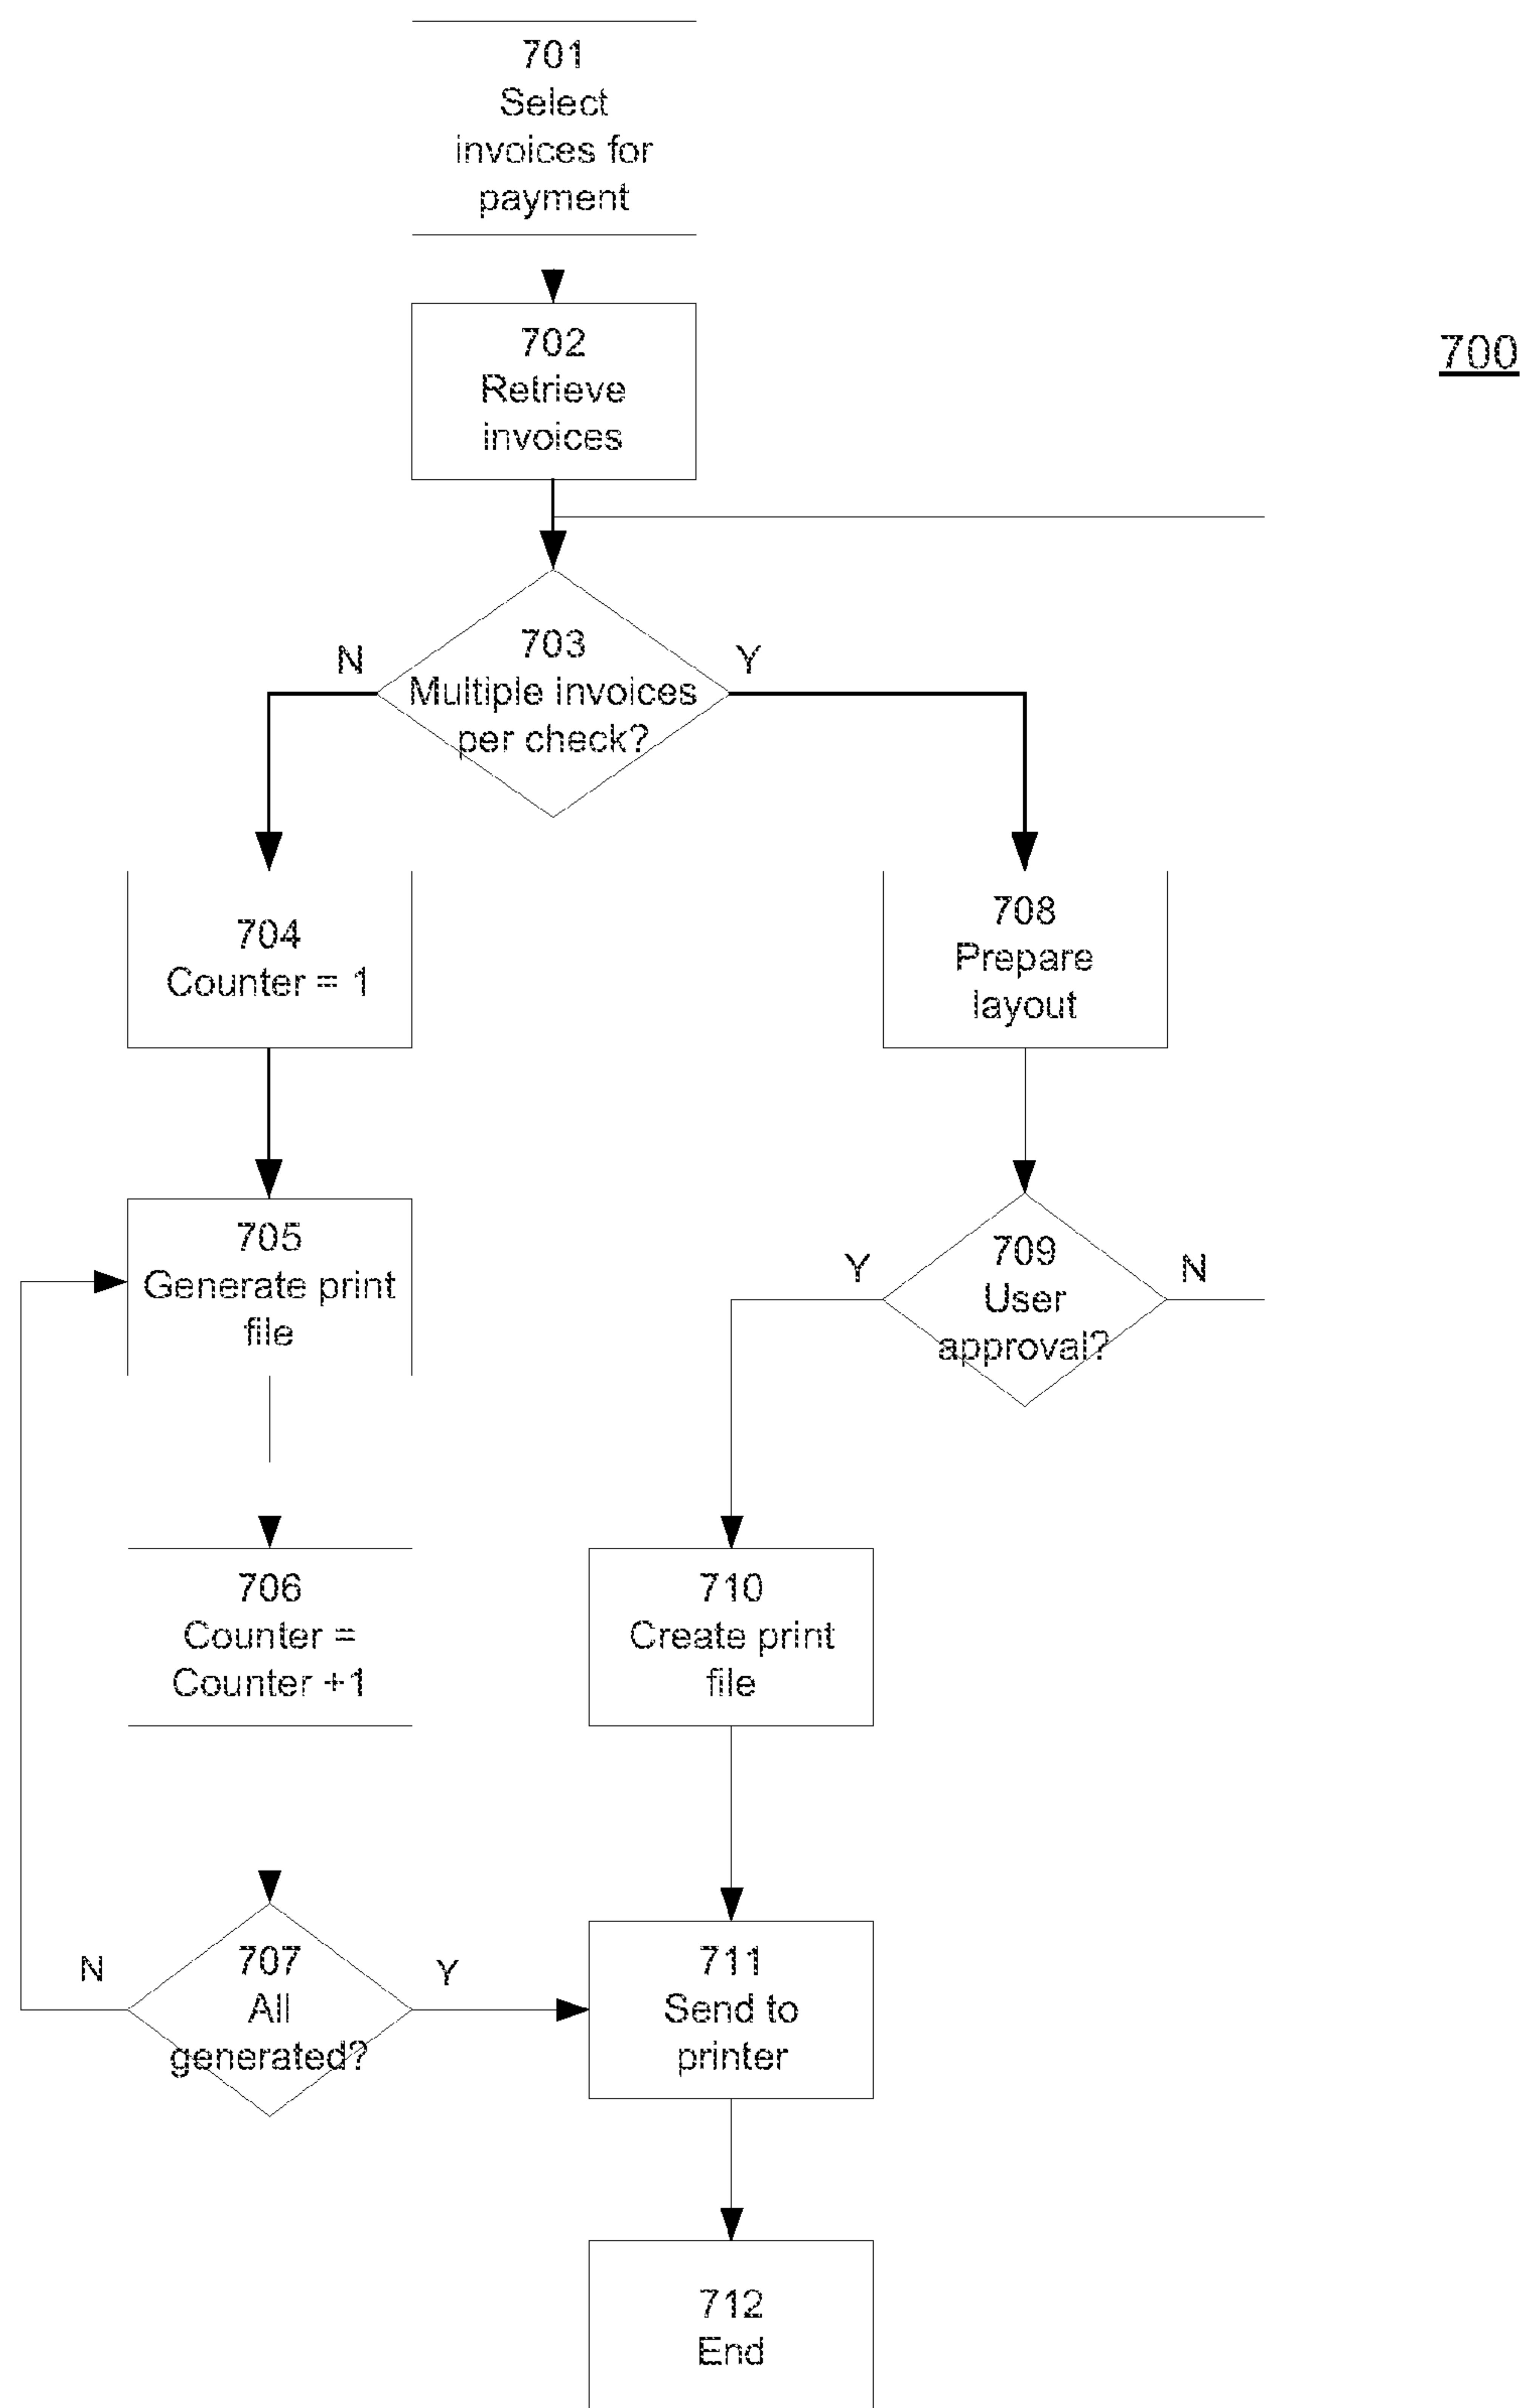 701
Select
invoices for
payment
702
Retrieve
invoices
700
703
Multiple invoices
per check?
N
Y
704
Counter = 1
708
Prepare
layout
705
Generate print
file
709
User
approval?
Y
N
706
Counter =
Counter +1
710
Create print
file
707
All
generated?
N
Y
711
Send to
printer
712
End